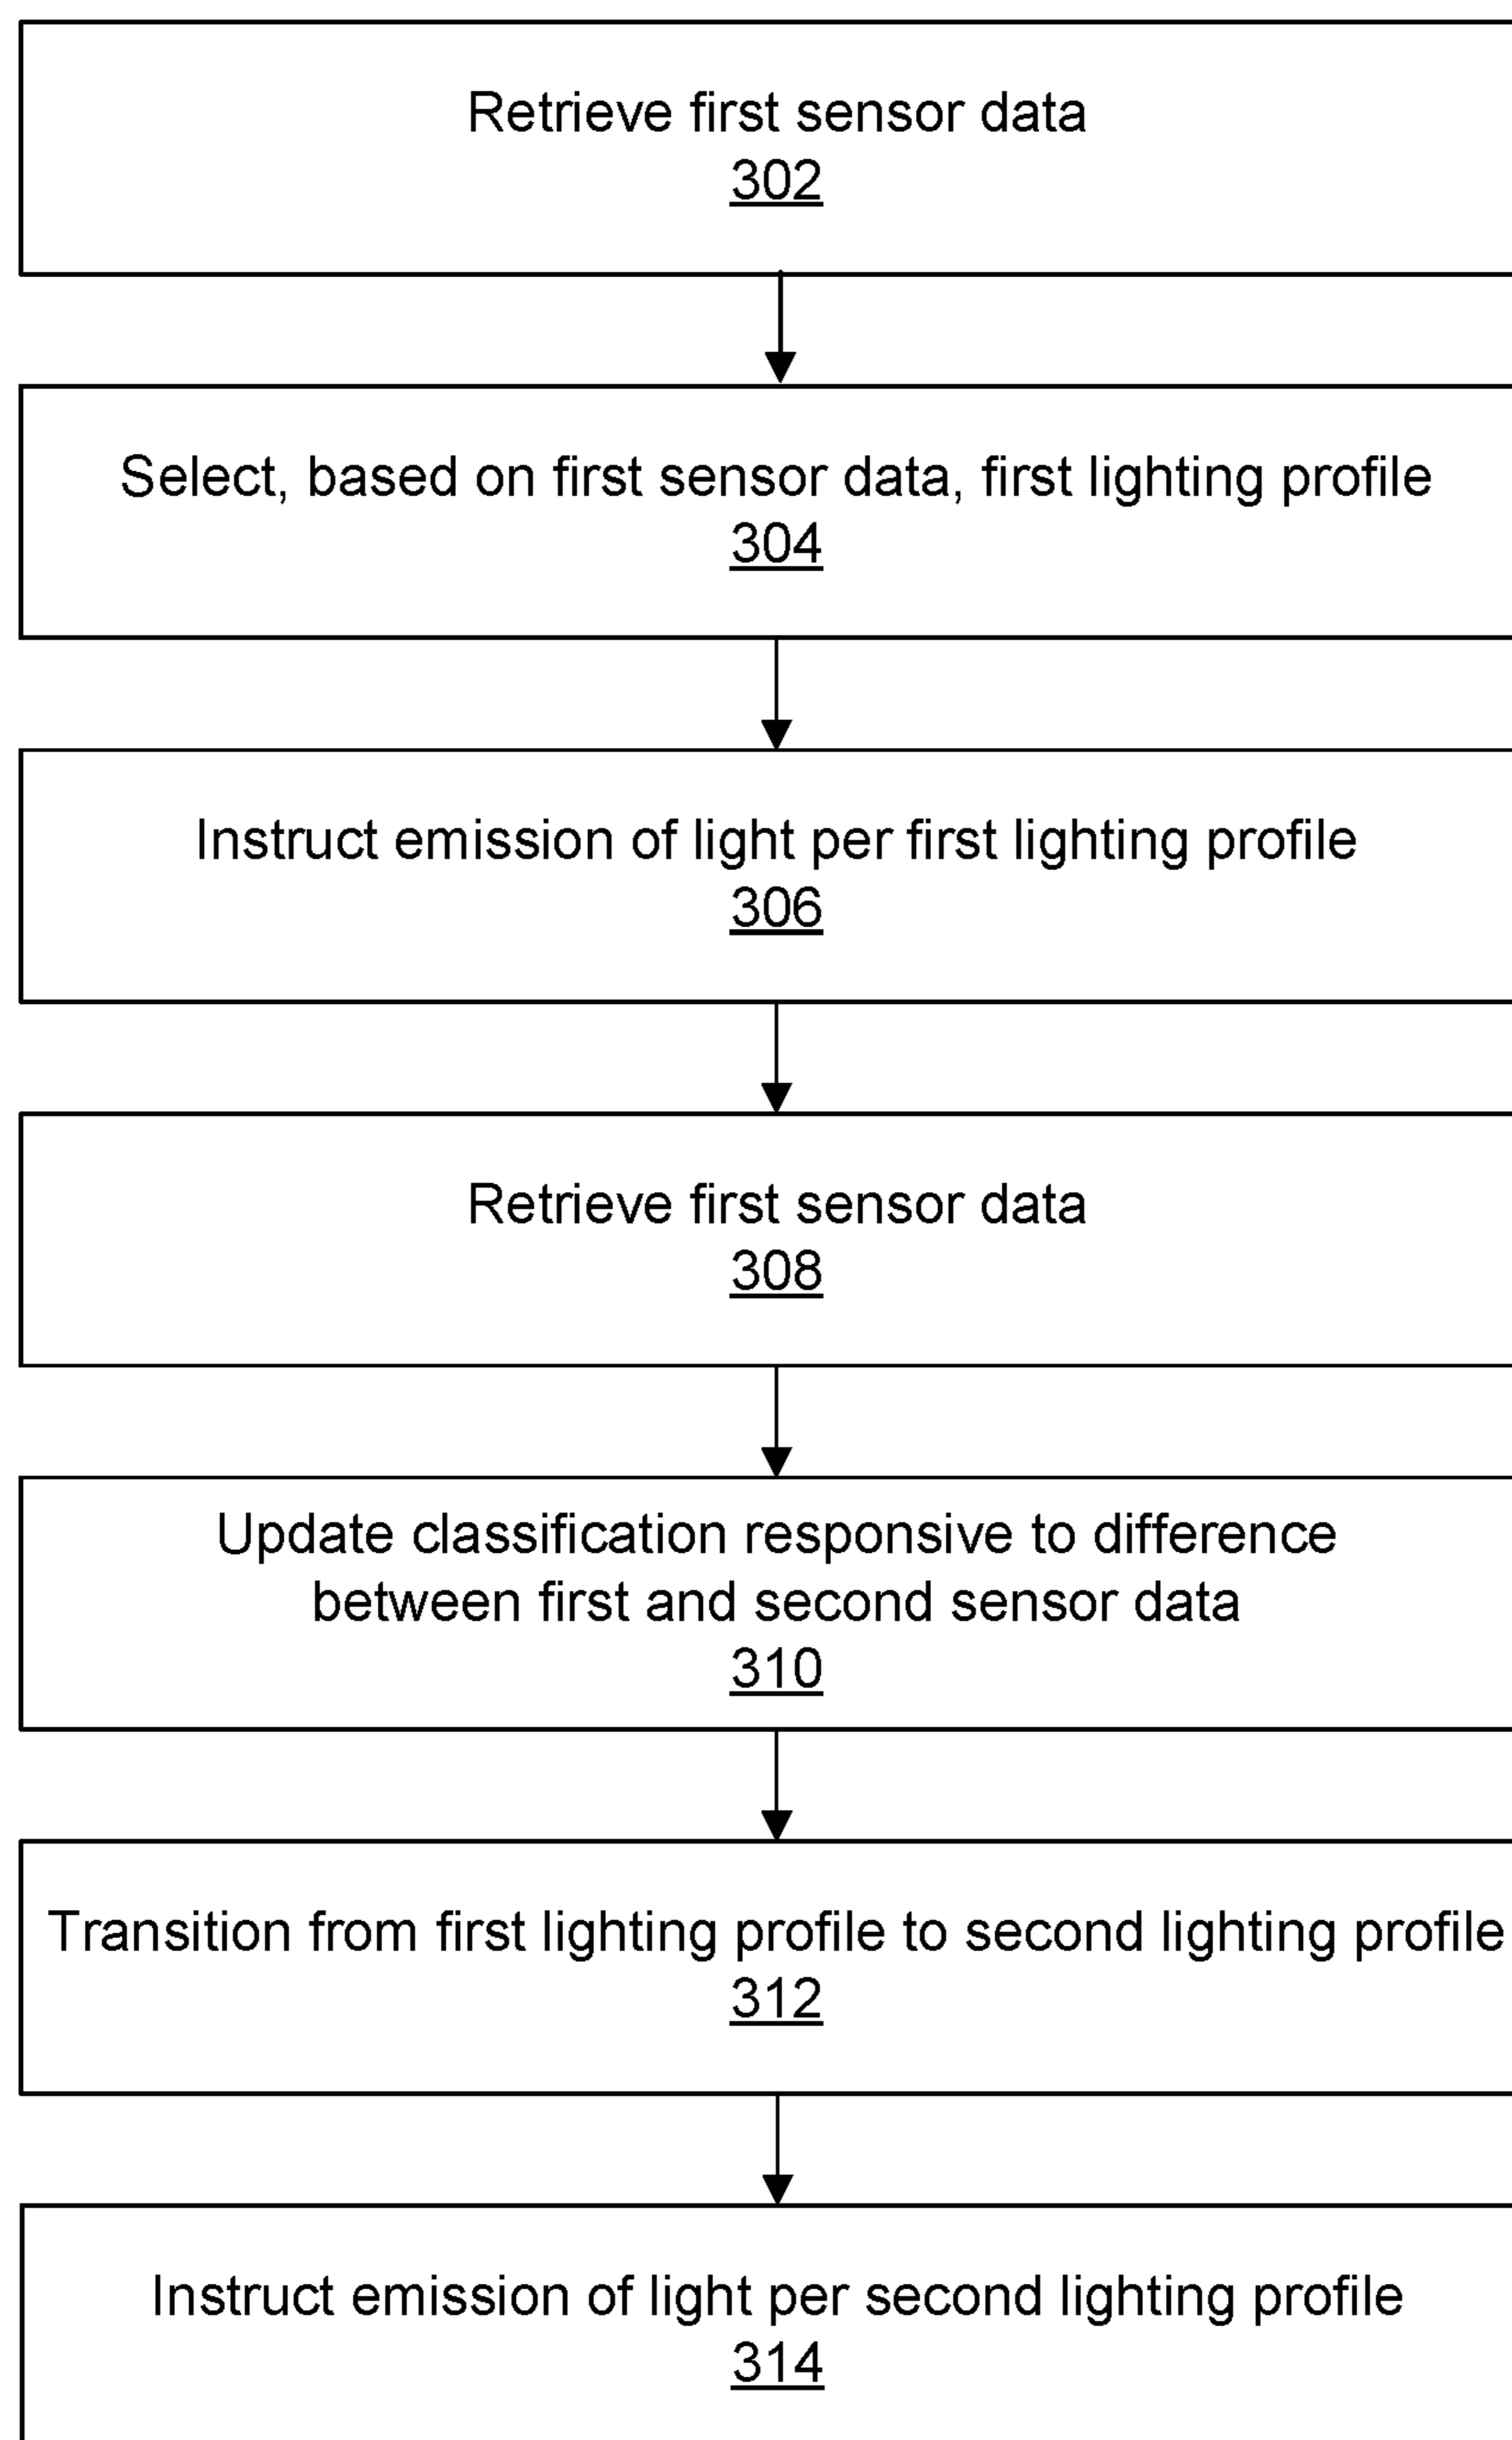 Retrieve first sensor data
302
Select, based on first sensor data, first lighting profile
304
Instruct emission of light per first lighting profile
306
Retrieve first sensor data
308
Update classification responsive to difference
between first and second sensor data
310
Transition from first lighting profile to second lighting profile
312
Instruct emission of light per second lighting profile
314